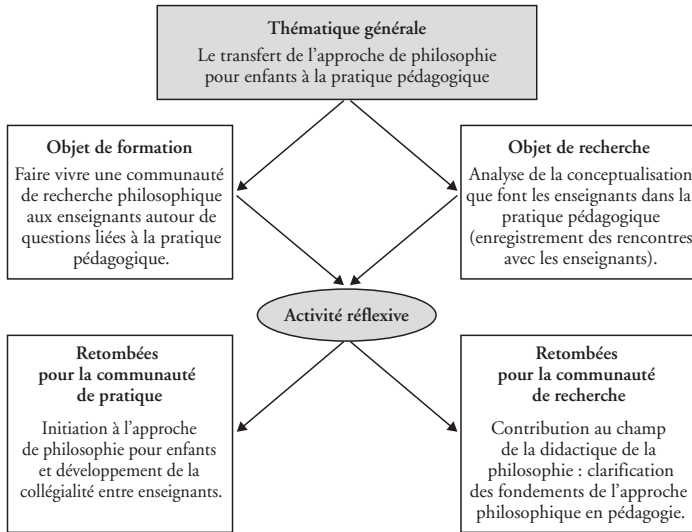 Thématique générale
Le transfert de l'approche de philosophie
pour enfants à la pratique pédagogique
Objet de formation
Faire vivre une communauté
de recherche philosophique
aux enseignants autour de
questions liées à la pratique
pédagogique.
Objet de recherche
Analyse de la conceptualisation
que font les enseignants dans la
pratique pédagogique
(enregistrement des rencontres
avec les enseignants).
Activité réflexive
Retombées
pour la communauté
de pratique
Initiation à l'approche
de philosophie pour enfants
et développement de la
collégialité entre enseignants.
Retombées
pour la communauté
de recherche
Contribution au champ
de la didactique de la
philosophie : clarification
des fondements de l'approche
philosophique en pédagogie.